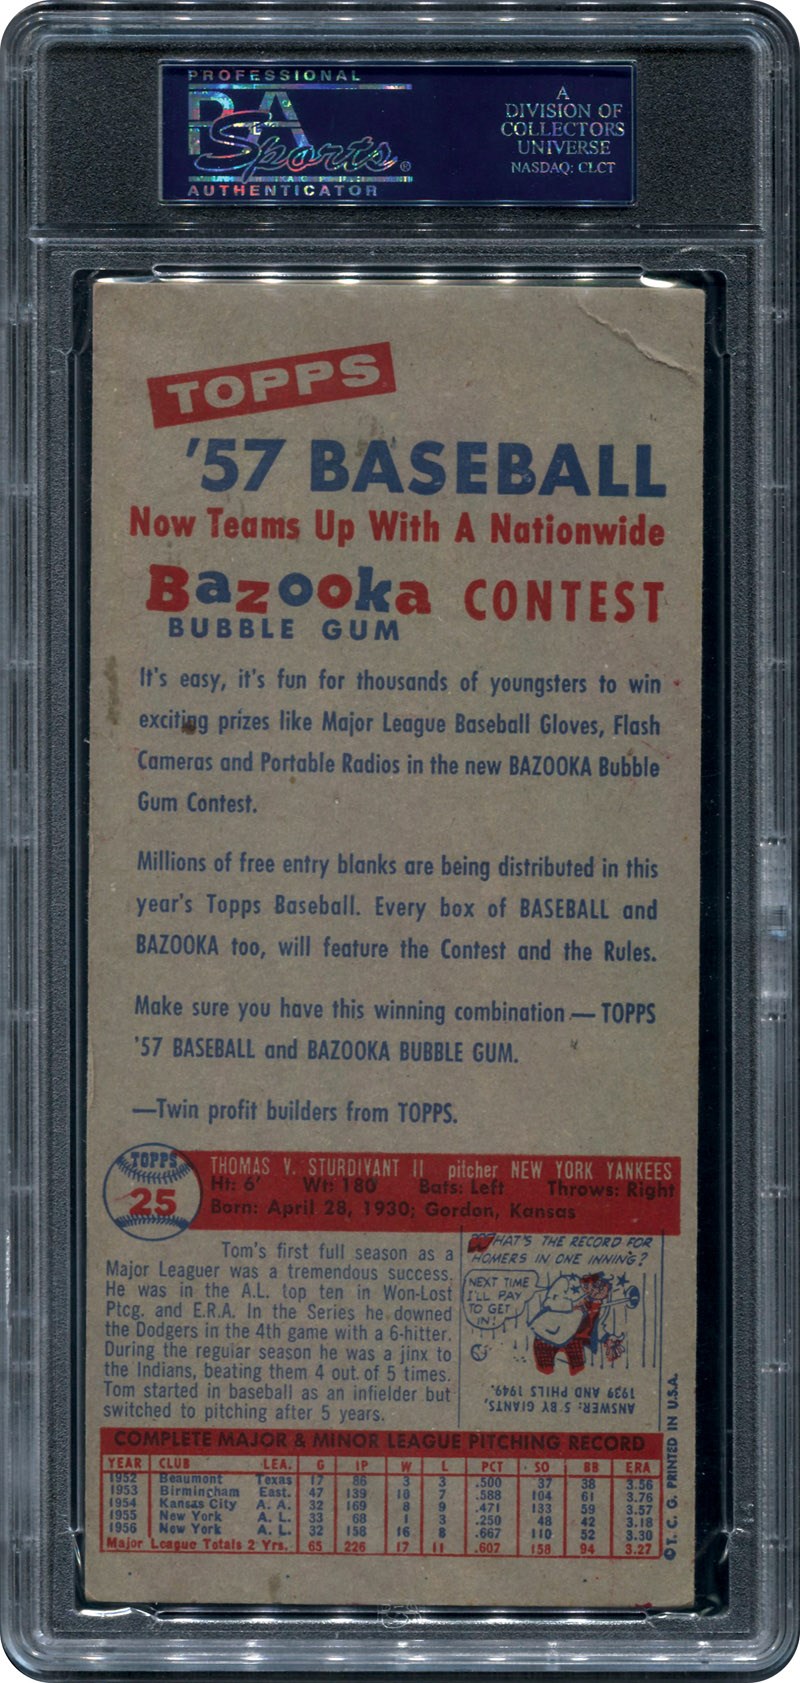 PROFESSIONAL
PSA
Sports®
AUTHENTICATOR
A
DIVISION OF
COLLECTORS
UNIVERSE
NASDAQ: CLCT
TOPPS
'57 BASEBALL
Now Teams Up With A Nationwide
Bazooka CONTEST
BUBBLE GUM
It's easy, it's fun for thousands of youngsters to win
exciting prizes like Major League Baseball Gloves, Flash
Cameras and Portable Radios in the new BAZOOKA Bubble
Gum Contest.
Millions of free entry blanks are being distributed in this
year's Topps Baseball. Every box of BASEBALL and
BAZOOKA too, will feature the Contest and the Rules.
Make sure you have this winning combination — TOPPS
'57 BASEBALL and BAZOOKA BUBBLE GUM.
—Twin profit builders from TOPPS.
TOPPS
25
THOMAS V. STURDIVANT II pitcher NEW YORK YANKEES
Ht: 6' Wt: 180 Bats: Left Throws: Right
Born: April 28, 1930; Gordon, Kansas
Tom's first full season as a
Major Leaguer was a tremendous success.
He was in the A.L. top ten in Won-Lost
Ptcg. and E.R.A. In the Series he downed
the Dodgers in the 4th game with a 6-hitter.
During the regular season he was a jinx to
the Indians, beating them 4 out of 5 times.
Tom started in baseball as an infielder but
switched to pitching after 5 years.
WHAT'S THE RECORD FOR
HOMERS IN ONE INNING?
NEXT TIME
I'LL PAY
TO GET
IN!
ANSWER: 5 BY GIANTS,
1939 AND PHILS 1949.
COMPLETE MAJOR & MINOR LEAGUE PITCHING RECORD
YEAR CLUB LEA. G IP W L PCT SO BB ERA
1952 Beaumont Texas 17 86 3 3 .500 37 38 3.56
1953 Birmingham East. 47 139 10 7 .588 104 61 3.76
1954 Kansas City A. A. 32 169 8 9 .471 133 59 3.57
1955 New York A. L. 33 68 1 3 .250 48 42 3.18
1956 New York A. L. 32 158 16 8 .667 110 52 3.30
Major League Totals 2 Yrs. 65 226 17 11 .607 158 94 3.27
©T. C. G. PRINTED IN U.S.A.